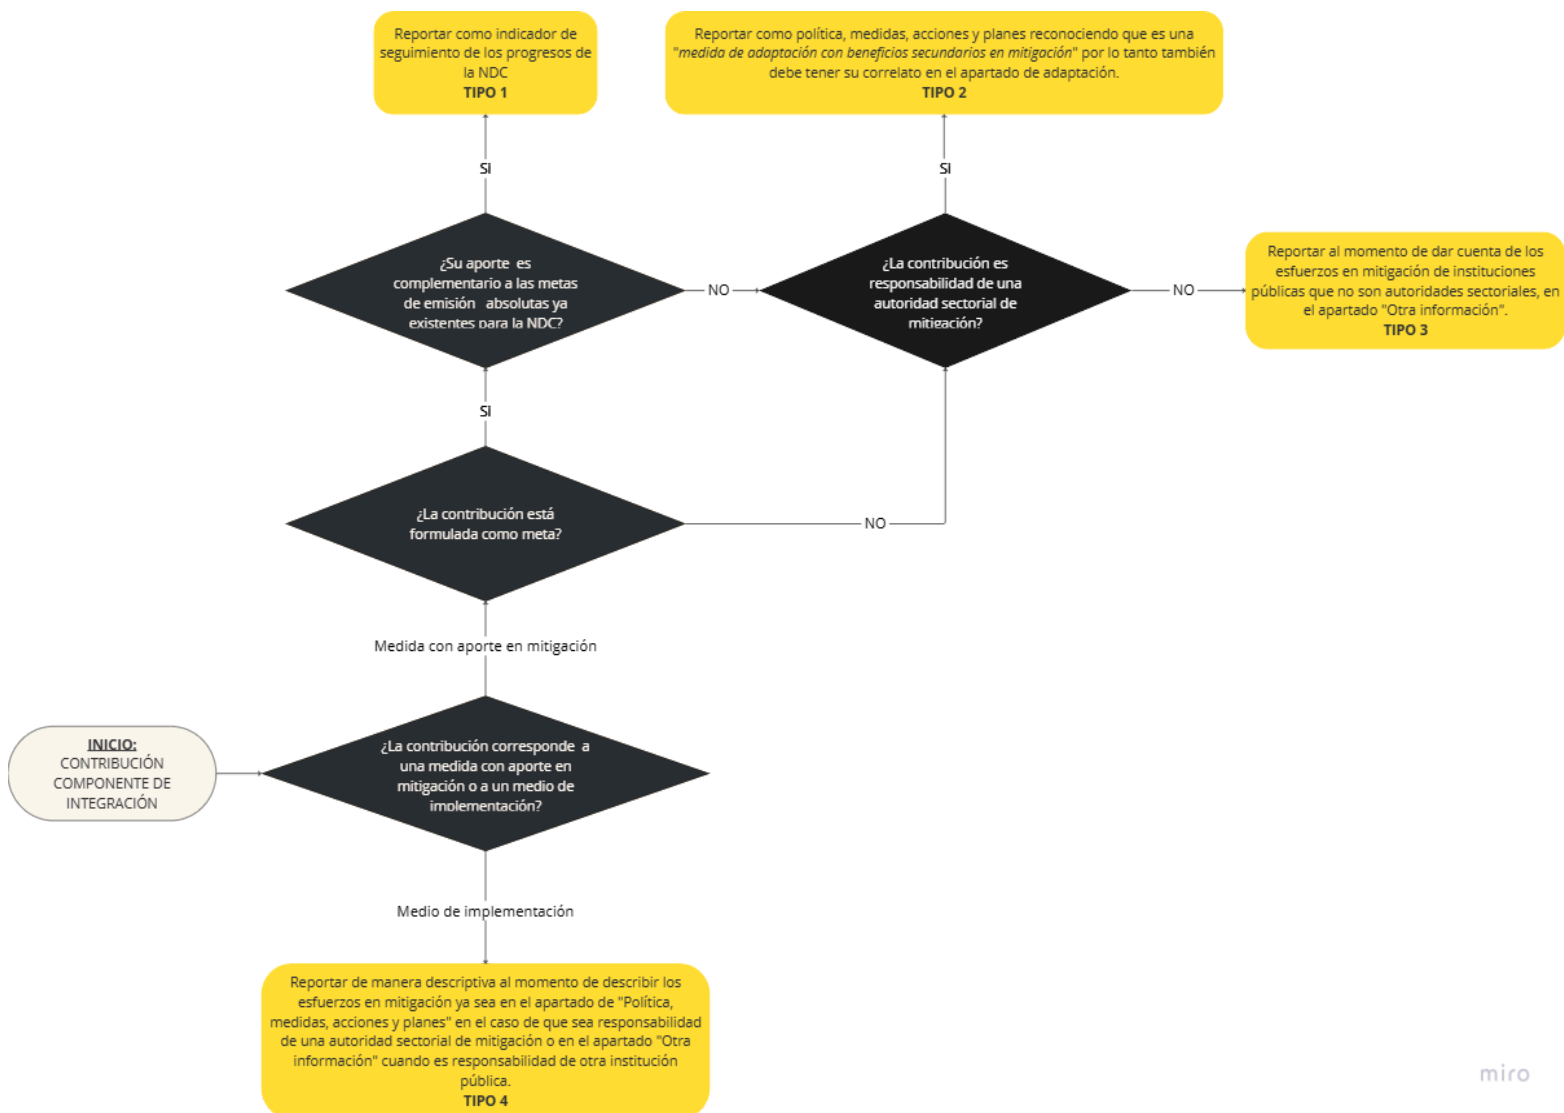 Reportar como indicador de
seguimiento de los progresos de
la NDC
TIPO 1
Reportar como política, medidas, acciones y planes reconociendo que es una
"medida de adaptación con beneficios secundarios en mitigación" por lo tanto también
debe tener su correlato en el apartado de adaptación.
TIPO 2
SI
SI
¿Su aporte es
complementario a las metas
de emisión absolutas ya
existentes para la NDC?
NO
¿La contribución es
responsabilidad de una
autoridad sectorial de
mitigación?
NO
Reportar al momento de dar cuenta de los
esfuerzos en mitigación de instituciones
públicas que no son autoridades sectoriales, en
el apartado "Otra información".
TIPO 3
SI
¿La contribución está
formulada como meta?
NO
Medida con aporte en mitigación
INICIO:
CONTRIBUCIÓN
COMPONENTE DE
INTEGRACIÓN
¿La contribución corresponde a
una medida con aporte en
mitigación o a un medio de
implementación?
Medio de implementación
Reportar de manera descriptiva al momento de describir los
esfuerzos en mitigación ya sea en el apartado de "Política,
medidas, acciones y planes" en el caso de que sea responsabilidad
de una autoridad sectorial de mitigación o en el apartado "Otra
información" cuando es responsabilidad de otra institución
pública.
TIPO 4
miro